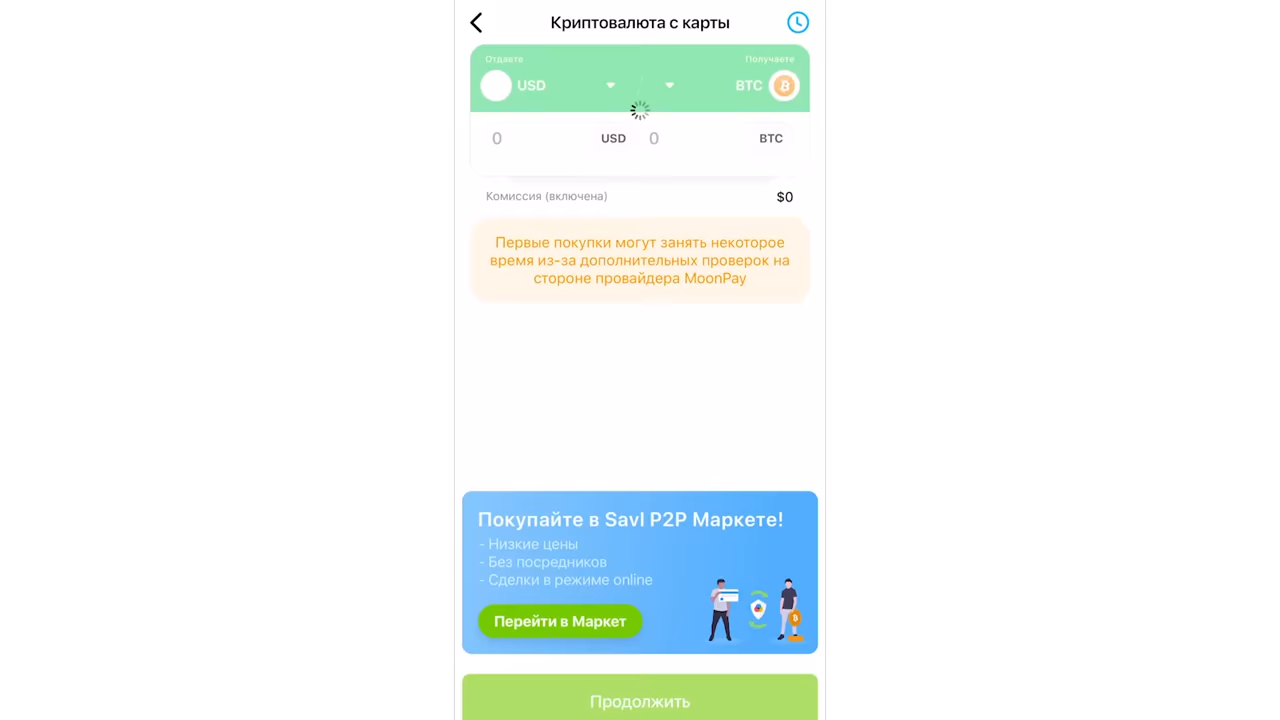 Криптовалюта с карты
Отдаете Получаете
USD BTC
0 USD 0 BTC
Комиссия (включена) $0
Первые покупки могут занять некоторое
время из-за дополнительных проверок на
стороне провайдера MoonPay
Покупайте в Savl P2P Маркете!
- Низкие цены
- Без посредников
- Сделки в режиме online
Перейти в Маркет
Продолжить